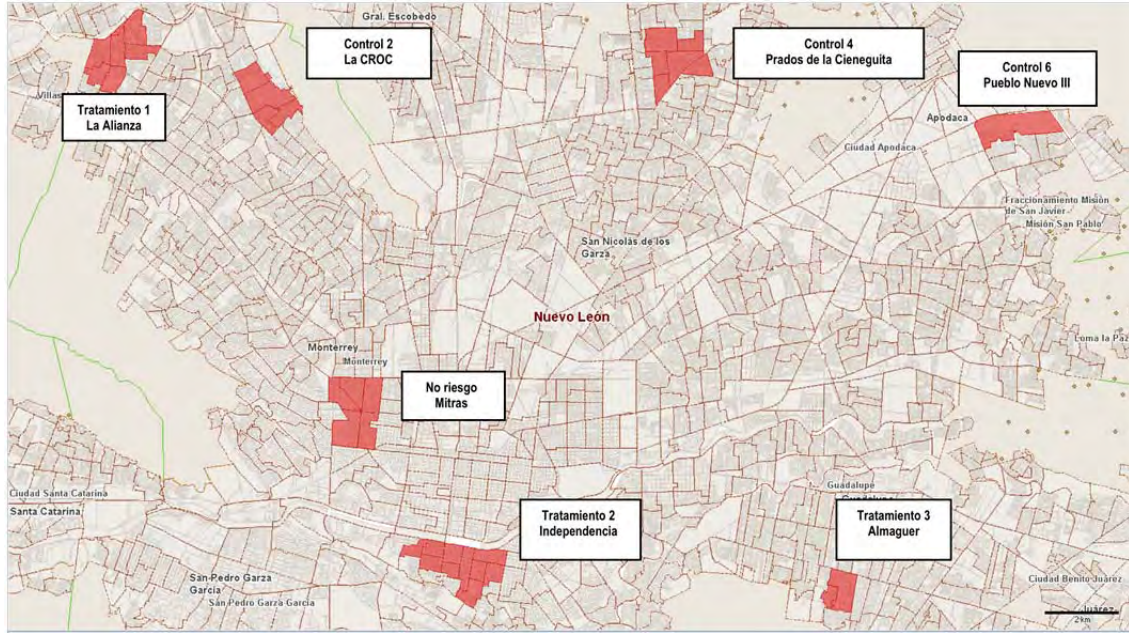 Gral. Escobedo
Control 2
La CROC
Control 4
Prados de la Cieneguita
Control 6
Pueblo Nuevo III
Villas
Tratamiento 1
La Alianza
Apodaca
Ciudad Apodaca
Fraccionamiento Misión
de San Javier
Misión San Pablo
San Nicolás de los
Garza
Nuevo León
Loma la Paz
Monterrey
Monterrey
No riesgo
Mitras
Ciudad Santa Catarina
Santa Catarina
Guadalupe
Guadalupe
Tratamiento 2
Independencia
Tratamiento 3
Almaguer
San Pedro Garza
García
San Pedro Garza García
Ciudad Benito Juárez
Juárez
2 km